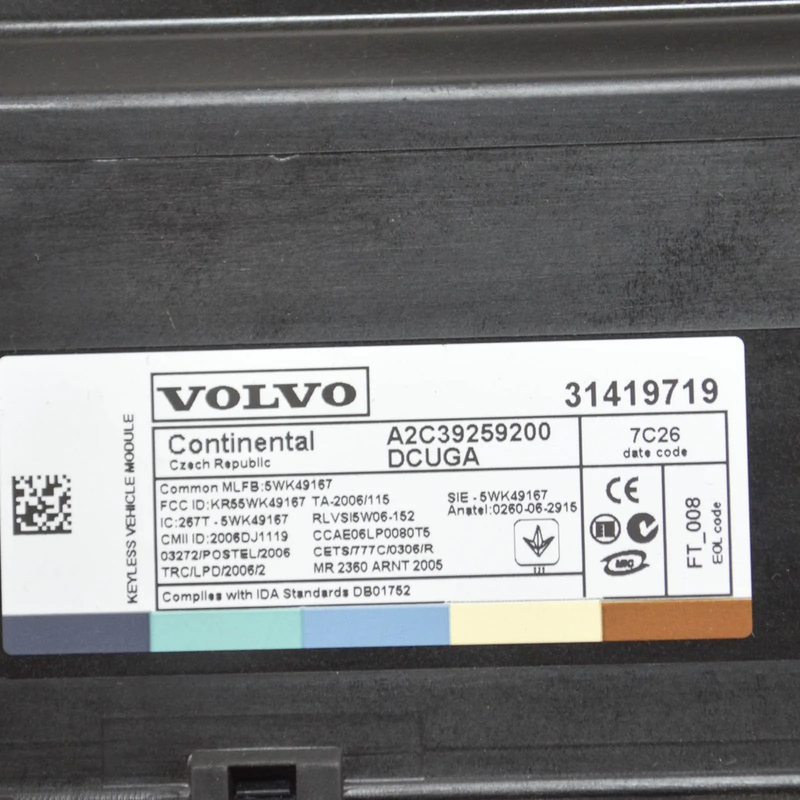 VOLVO 31419719
KEYLESS VEHICLE MODULE
Continental A2C39259200 7C26
Czech Republic DCUGA date code
Common MLFB:5WK49167
FCC ID:KR55WK49167 TA-2006/115 SIE - 5WK49167
IC:267T - 5WK49167 RLVSI5W06-152 Anatel:0260-06-2915
CMII ID:2006DJ1119 CCAE06LP0080T5
03272/POSTEL/2006 CETS/777C/0306/R
TRC/LPD/2006/2 MR 2360 ARNT 2005
Complies with IDA Standards DB01752
CE
FT_008
EOL code